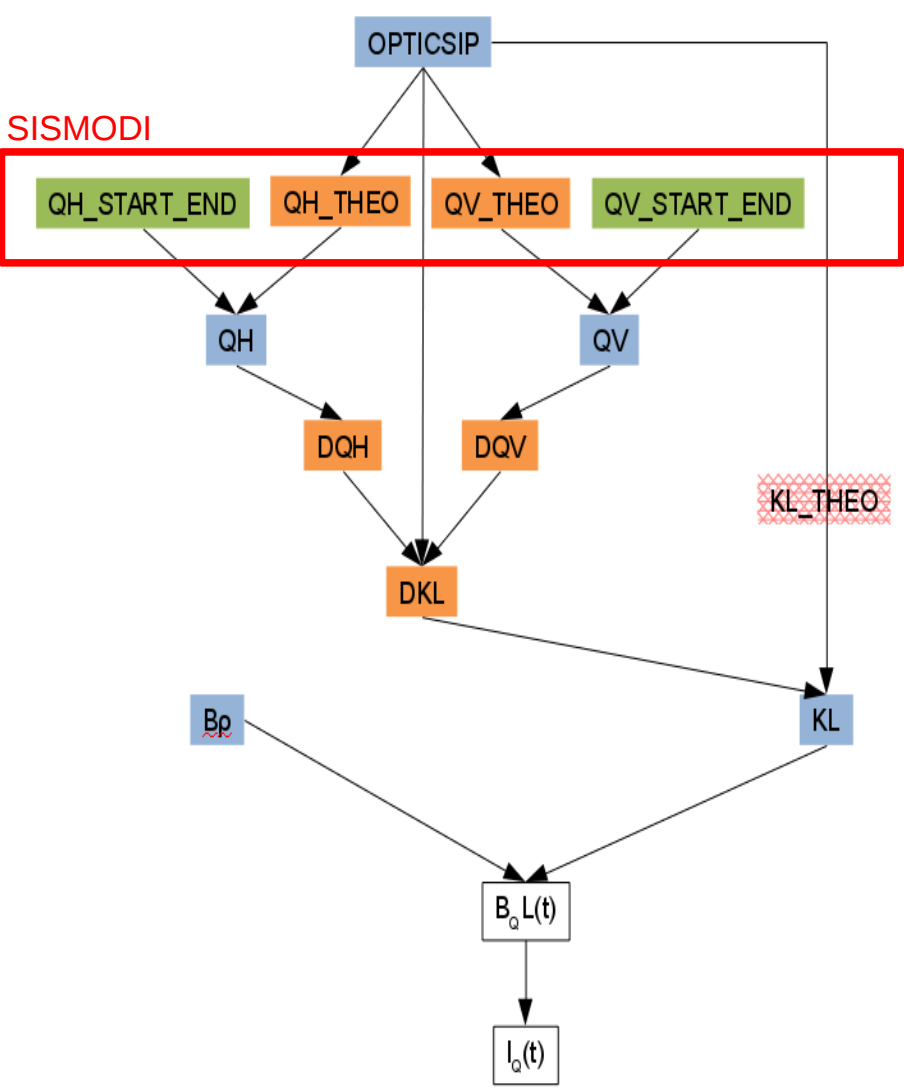 OPTICSIP
SISMODI
QH_START_END QH_THEO QV_THEO QV_START_END
QH QV
DQH DQV
KL_THEO
DKL
Bρ KL
B_Q L(t)
I_Q(t)